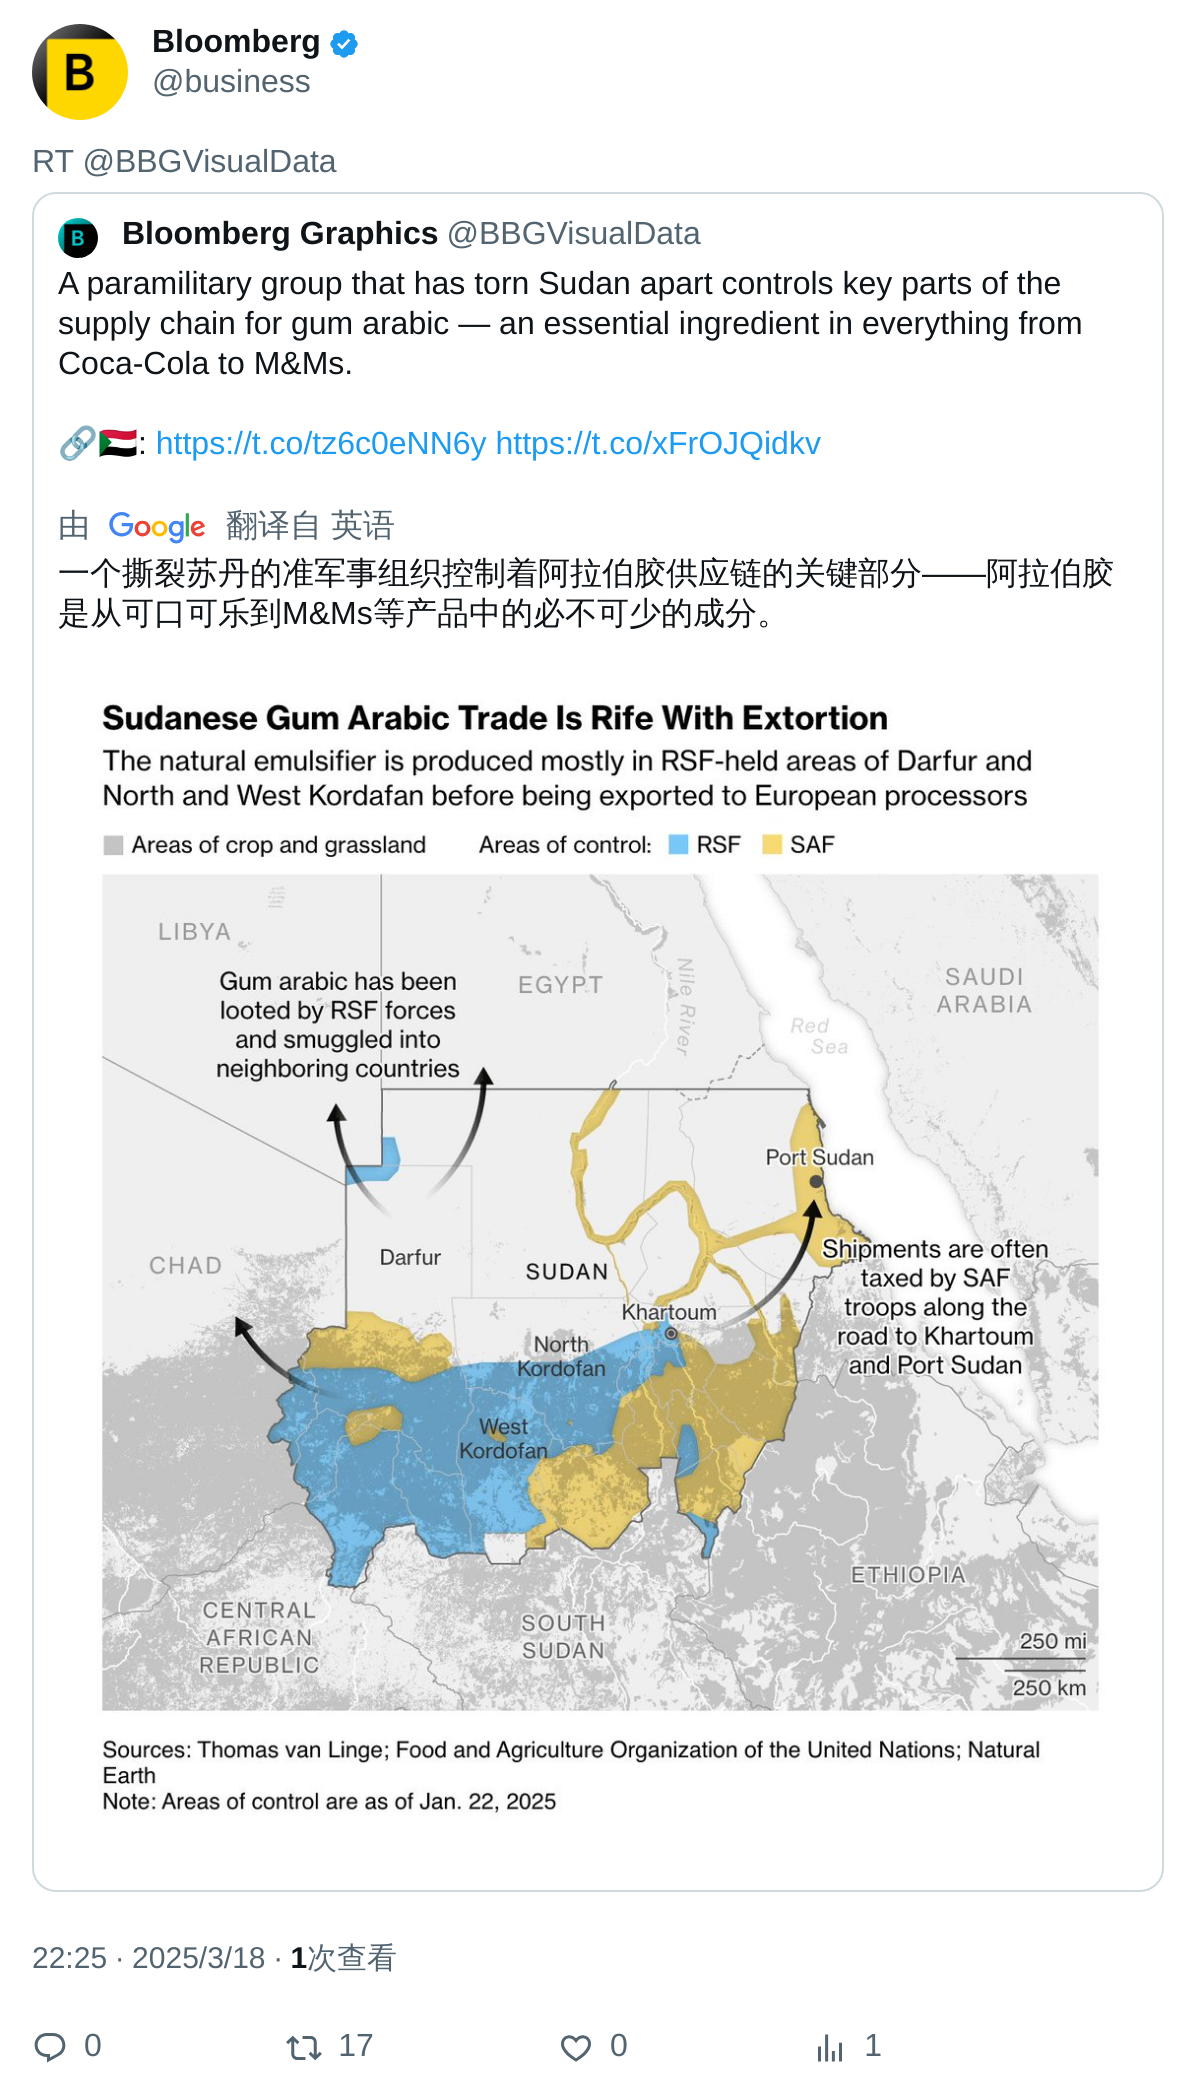 Bloomberg
@business
RT @BBGVisualData
B
B
Bloomberg Graphics @BBGVisualData
A paramilitary group that has torn Sudan apart controls key parts of the
supply chain for gum arabic — an essential ingredient in everything from
Coca-Cola to M&Ms.
🔗🇸🇩: https://t.co/tz6c0eNN6y https://t.co/xFrOJQidkv
由 Google 翻译自 英语
一个撕裂苏丹的准军事组织控制着阿拉伯胶供应链的关键部分——阿拉伯胶
是从可口可乐到M&Ms等产品中的必不可少的成分。
Sudanese Gum Arabic Trade Is Rife With Extortion
The natural emulsifier is produced mostly in RSF-held areas of Darfur and
North and West Kordafan before being exported to European processors
Areas of crop and grassland Areas of control: RSF SAF
LIBYA
EGYPT
Nile River
SAUDI
ARABIA
Red
Sea
Gum arabic has been
looted by RSF forces
and smuggled into
neighboring countries
Port Sudan
CHAD
Darfur
SUDAN
Khartoum
Shipments are often
taxed by SAF
troops along the
road to Khartoum
and Port Sudan
North
Kordofan
West
Kordofan
ETHIOPIA
CENTRAL
AFRICAN
REPUBLIC
SOUTH
SUDAN
250 mi
250 km
Sources: Thomas van Linge; Food and Agriculture Organization of the United Nations; Natural
Earth
Note: Areas of control are as of Jan. 22, 2025
22:25 · 2025/3/18 · 1次查看
0 17 0 1